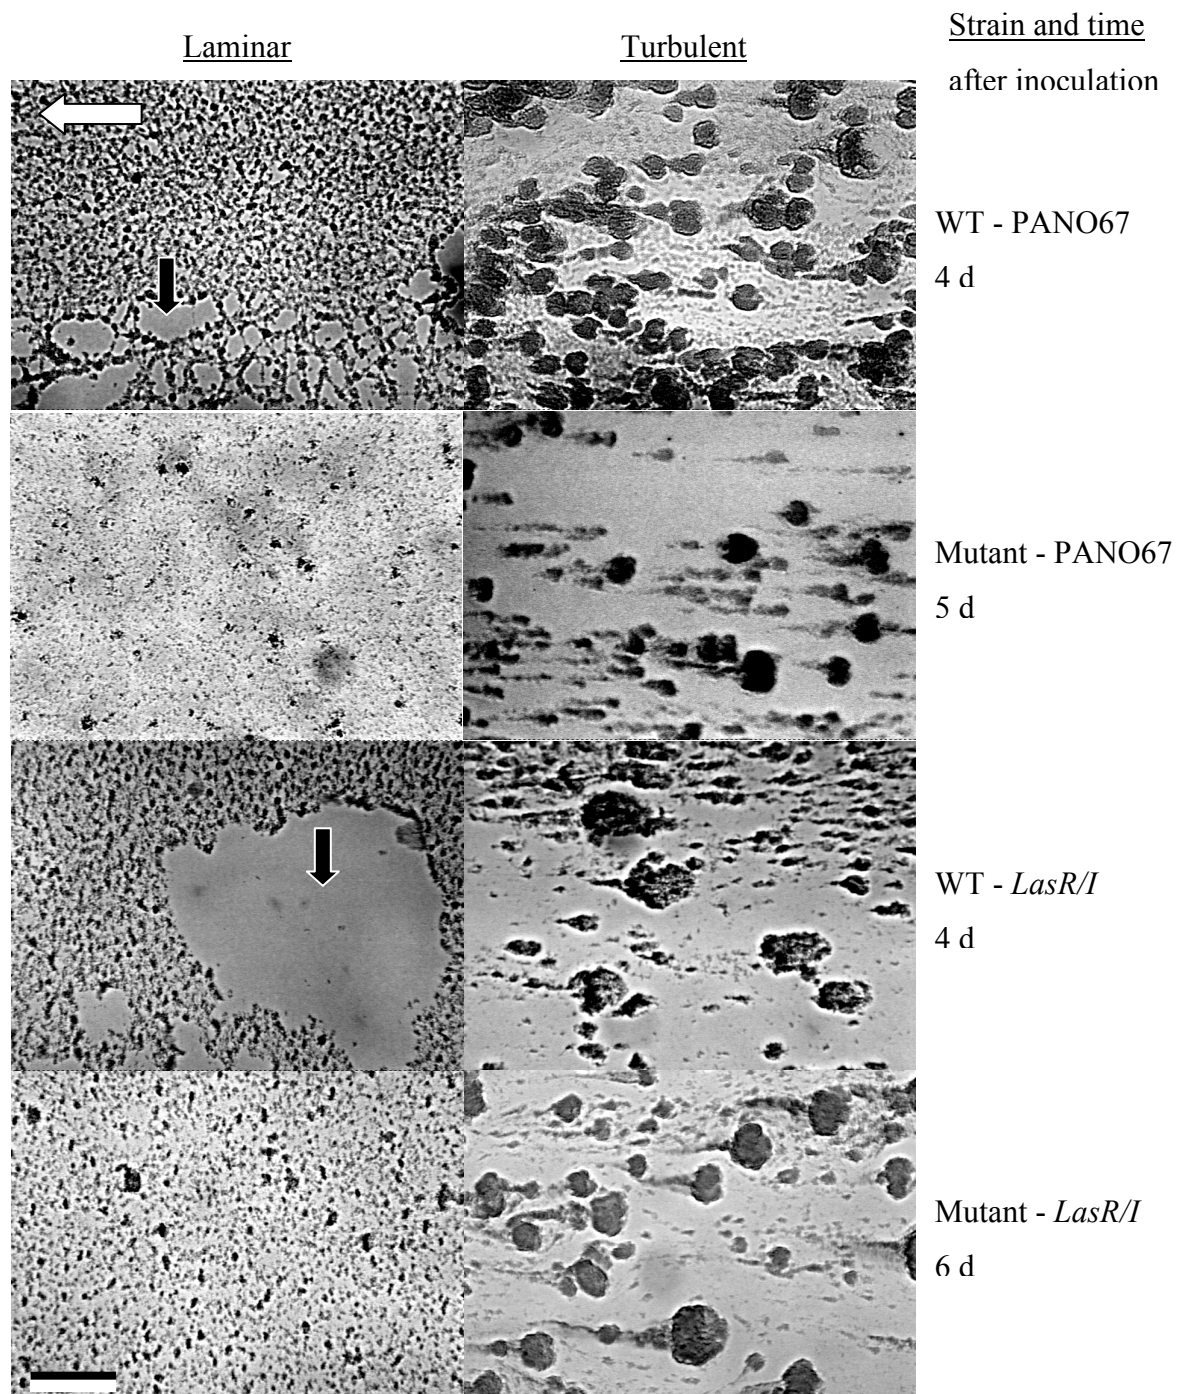 Laminar
Turbulent
Strain and time
after inoculation
WT - PANO67
4 d
Mutant - PANO67
5 d
WT - LasR/I
4 d
Mutant - LasR/I
6 d